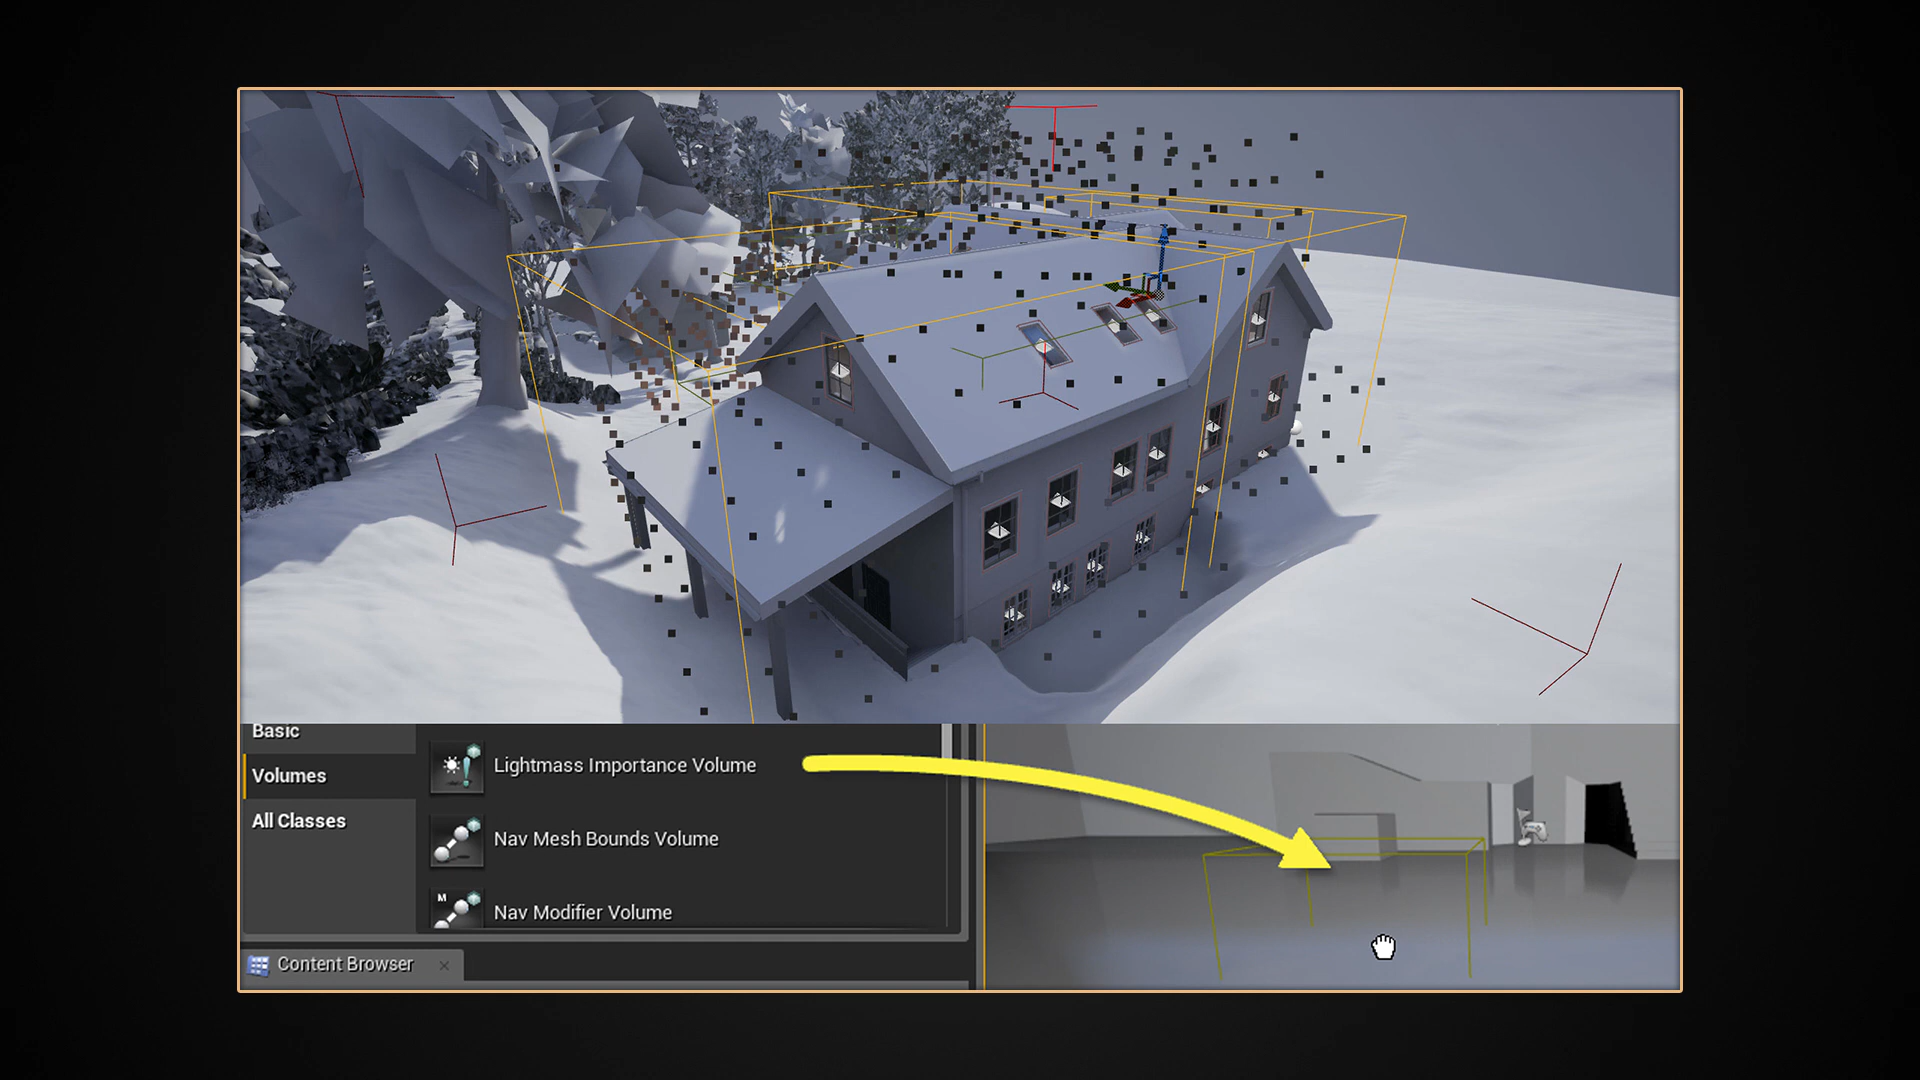 Basic
Volumes
All Classes
Lightmass Importance Volume
Nav Mesh Bounds Volume
M
Nav Modifier Volume
Content Browser